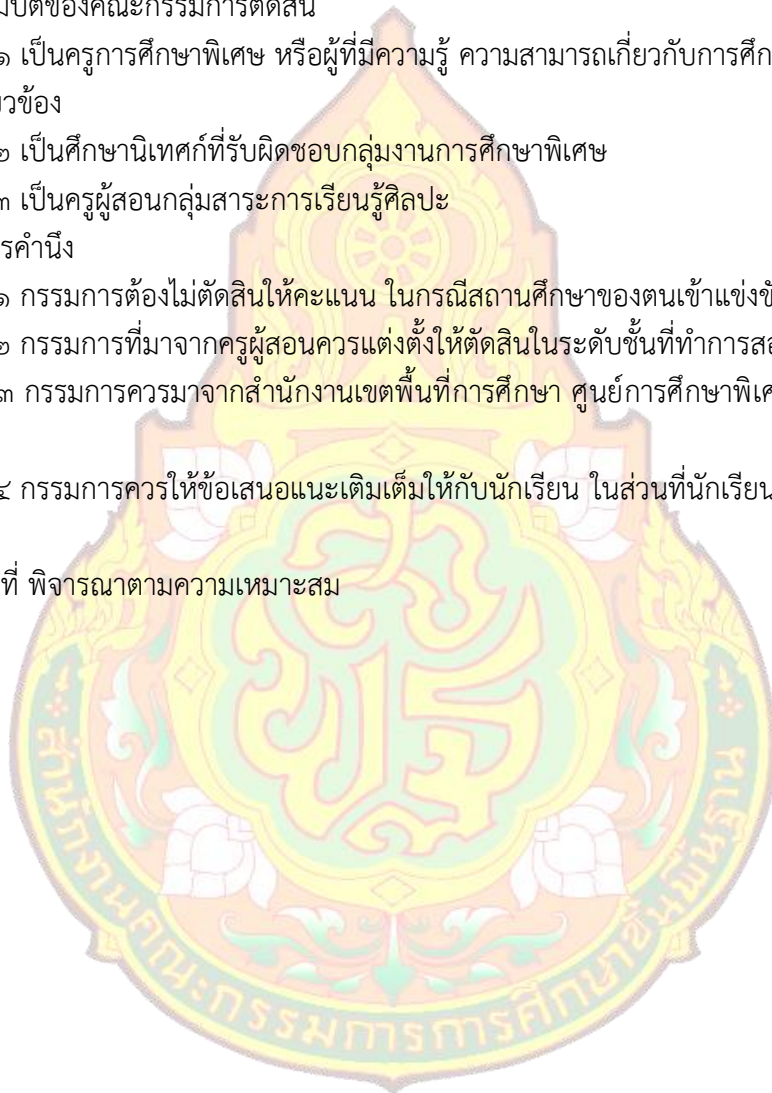 มบัติของคณะกรรมการตัดสิน
๑ เป็นครูการศึกษาพิเศษ หรือผู้ที่มีความรู้ ความสามารถเกี่ยวกับการศึก
ยวข้อง
๒ เป็นศึกษานิเทศก์ที่รับผิดชอบกลุ่มงานการศึกษาพิเศษ
๓ เป็นครูผู้สอนกลุ่มสาระการเรียนรู้ศิลปะ
รคำนึง
๑ กรรมการต้องไม่ตัดสินให้คะแนน ในกรณีสถานศึกษาของตนเข้าแข่งขั
๒ กรรมการที่มาจากครูผู้สอนควรแต่งตั้งให้ตัดสินในระดับชั้นที่ทำการสอ
๓ กรรมการควรมาจากสำนักงานเขตพื้นที่การศึกษา ศูนย์การศึกษาพิเศ
๔ กรรมการควรให้ข้อเสนอแนะเติมเต็มให้กับนักเรียน ในส่วนที่นักเรียน
ที่ พิจารณาตามความเหมาะสม
สำนักงานคณะกรรมการการศึกษาขั้นพื้นฐาน